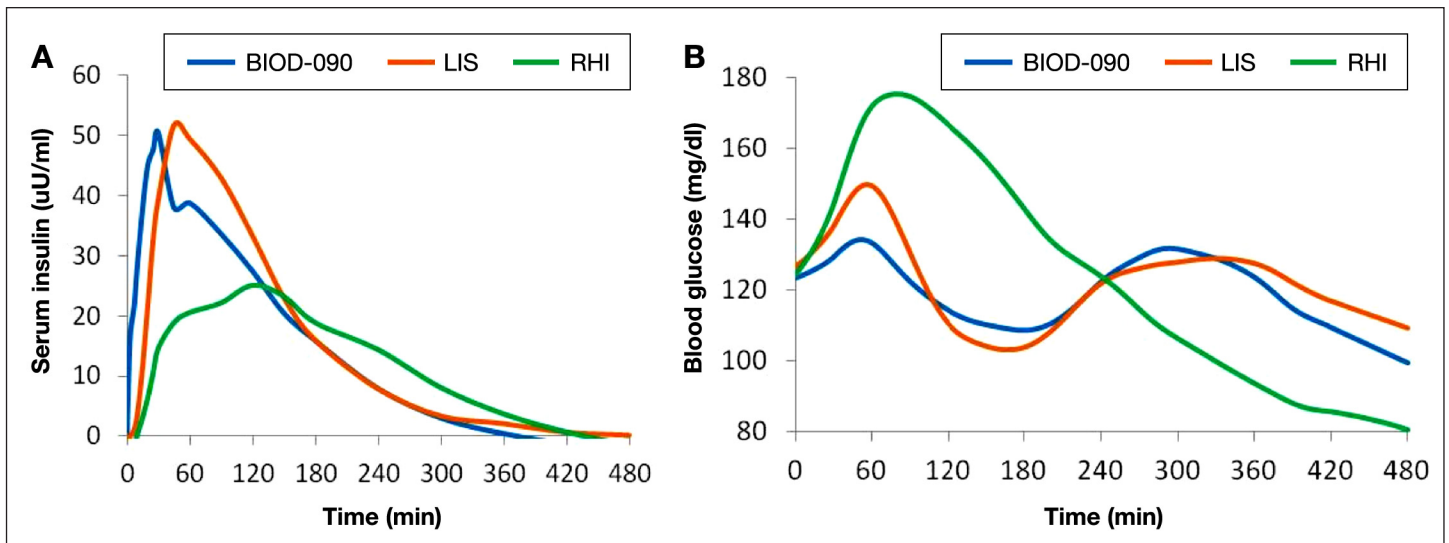 A
BIOD-090 LIS RHI
60
50
40
30
20
10
0
Serum insulin (uU/ml)
0 60 120 180 240 300 360 420 480
Time (min)
B
BIOD-090 LIS RHI
180
160
140
120
100
80
Blood glucose (mg/dl)
0 60 120 180 240 300 360 420 480
Time (min)